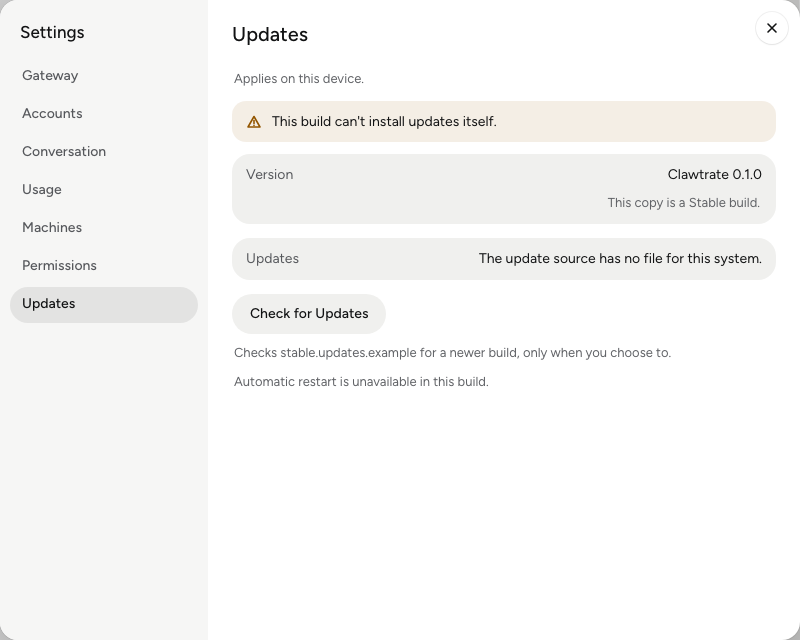 Settings
Gateway
Accounts
Conversation
Usage
Machines
Permissions
Updates
Updates
Applies on this device.
This build can't install updates itself.
Version
Clawtrate 0.1.0
This copy is a Stable build.
Updates
The update source has no file for this system.
Check for Updates
Checks stable.updates.example for a newer build, only when you choose to.
Automatic restart is unavailable in this build.